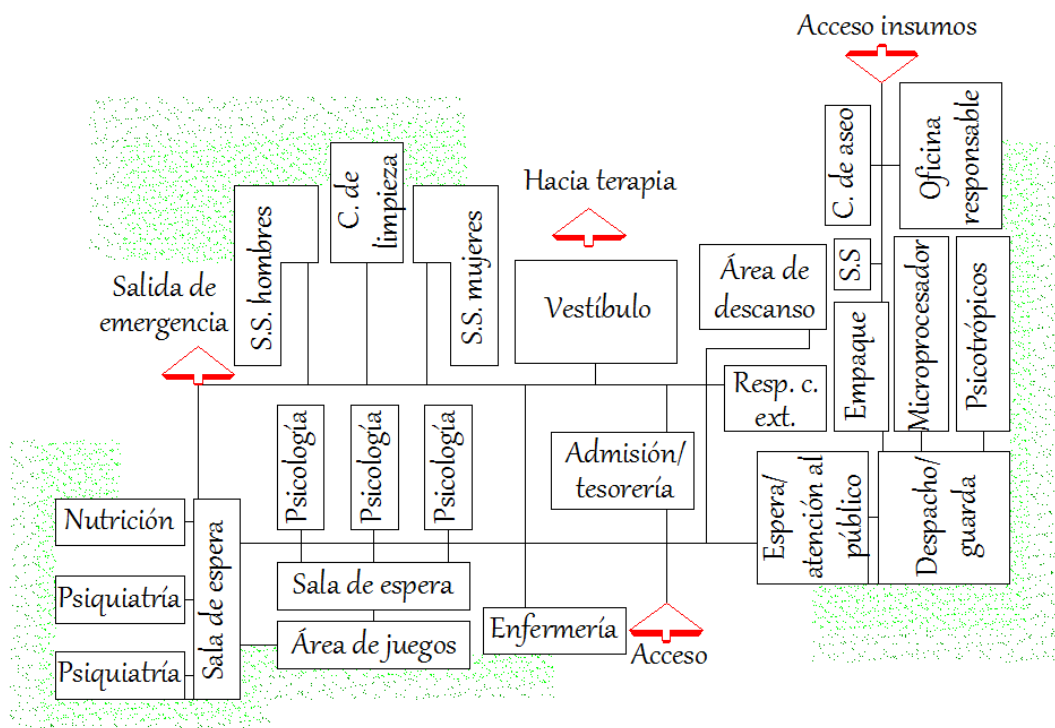 Acceso insumos
C. de aseo
Oficina
responsable
C. de
limpieza
Hacia terapia
S.S. hombres
S.S. mujeres
S.S
Microprocesador
Psicotrópicos
Área de
descanso
Vestíbulo
Salida de
emergencia
Empaque
Resp. c.
ext.
Psicología
Psicología
Psicología
Admisión/
tesorería
Espera/
atención al
público
Despacho/
guarda
Nutrición
Sala de espera
Psiquiatría
Sala de espera
Enfermería
Área de juegos
Psiquiatría
Acceso